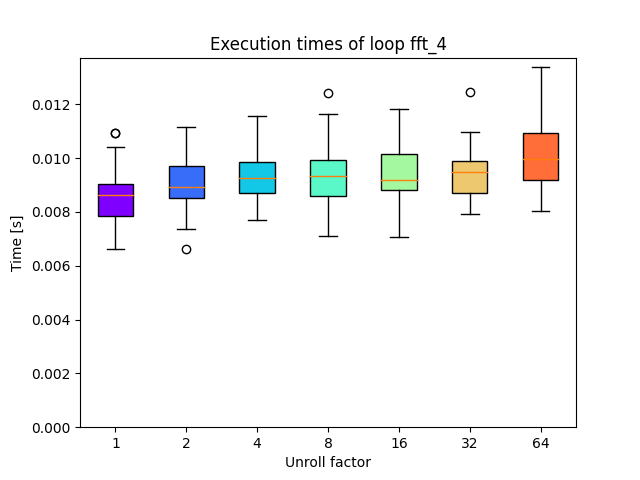 Execution times of loop fft_4
Time [s]
0.012
0.010
0.008
0.006
0.004
0.002
0.000
1 2 4 8 16 32 64
Unroll factor